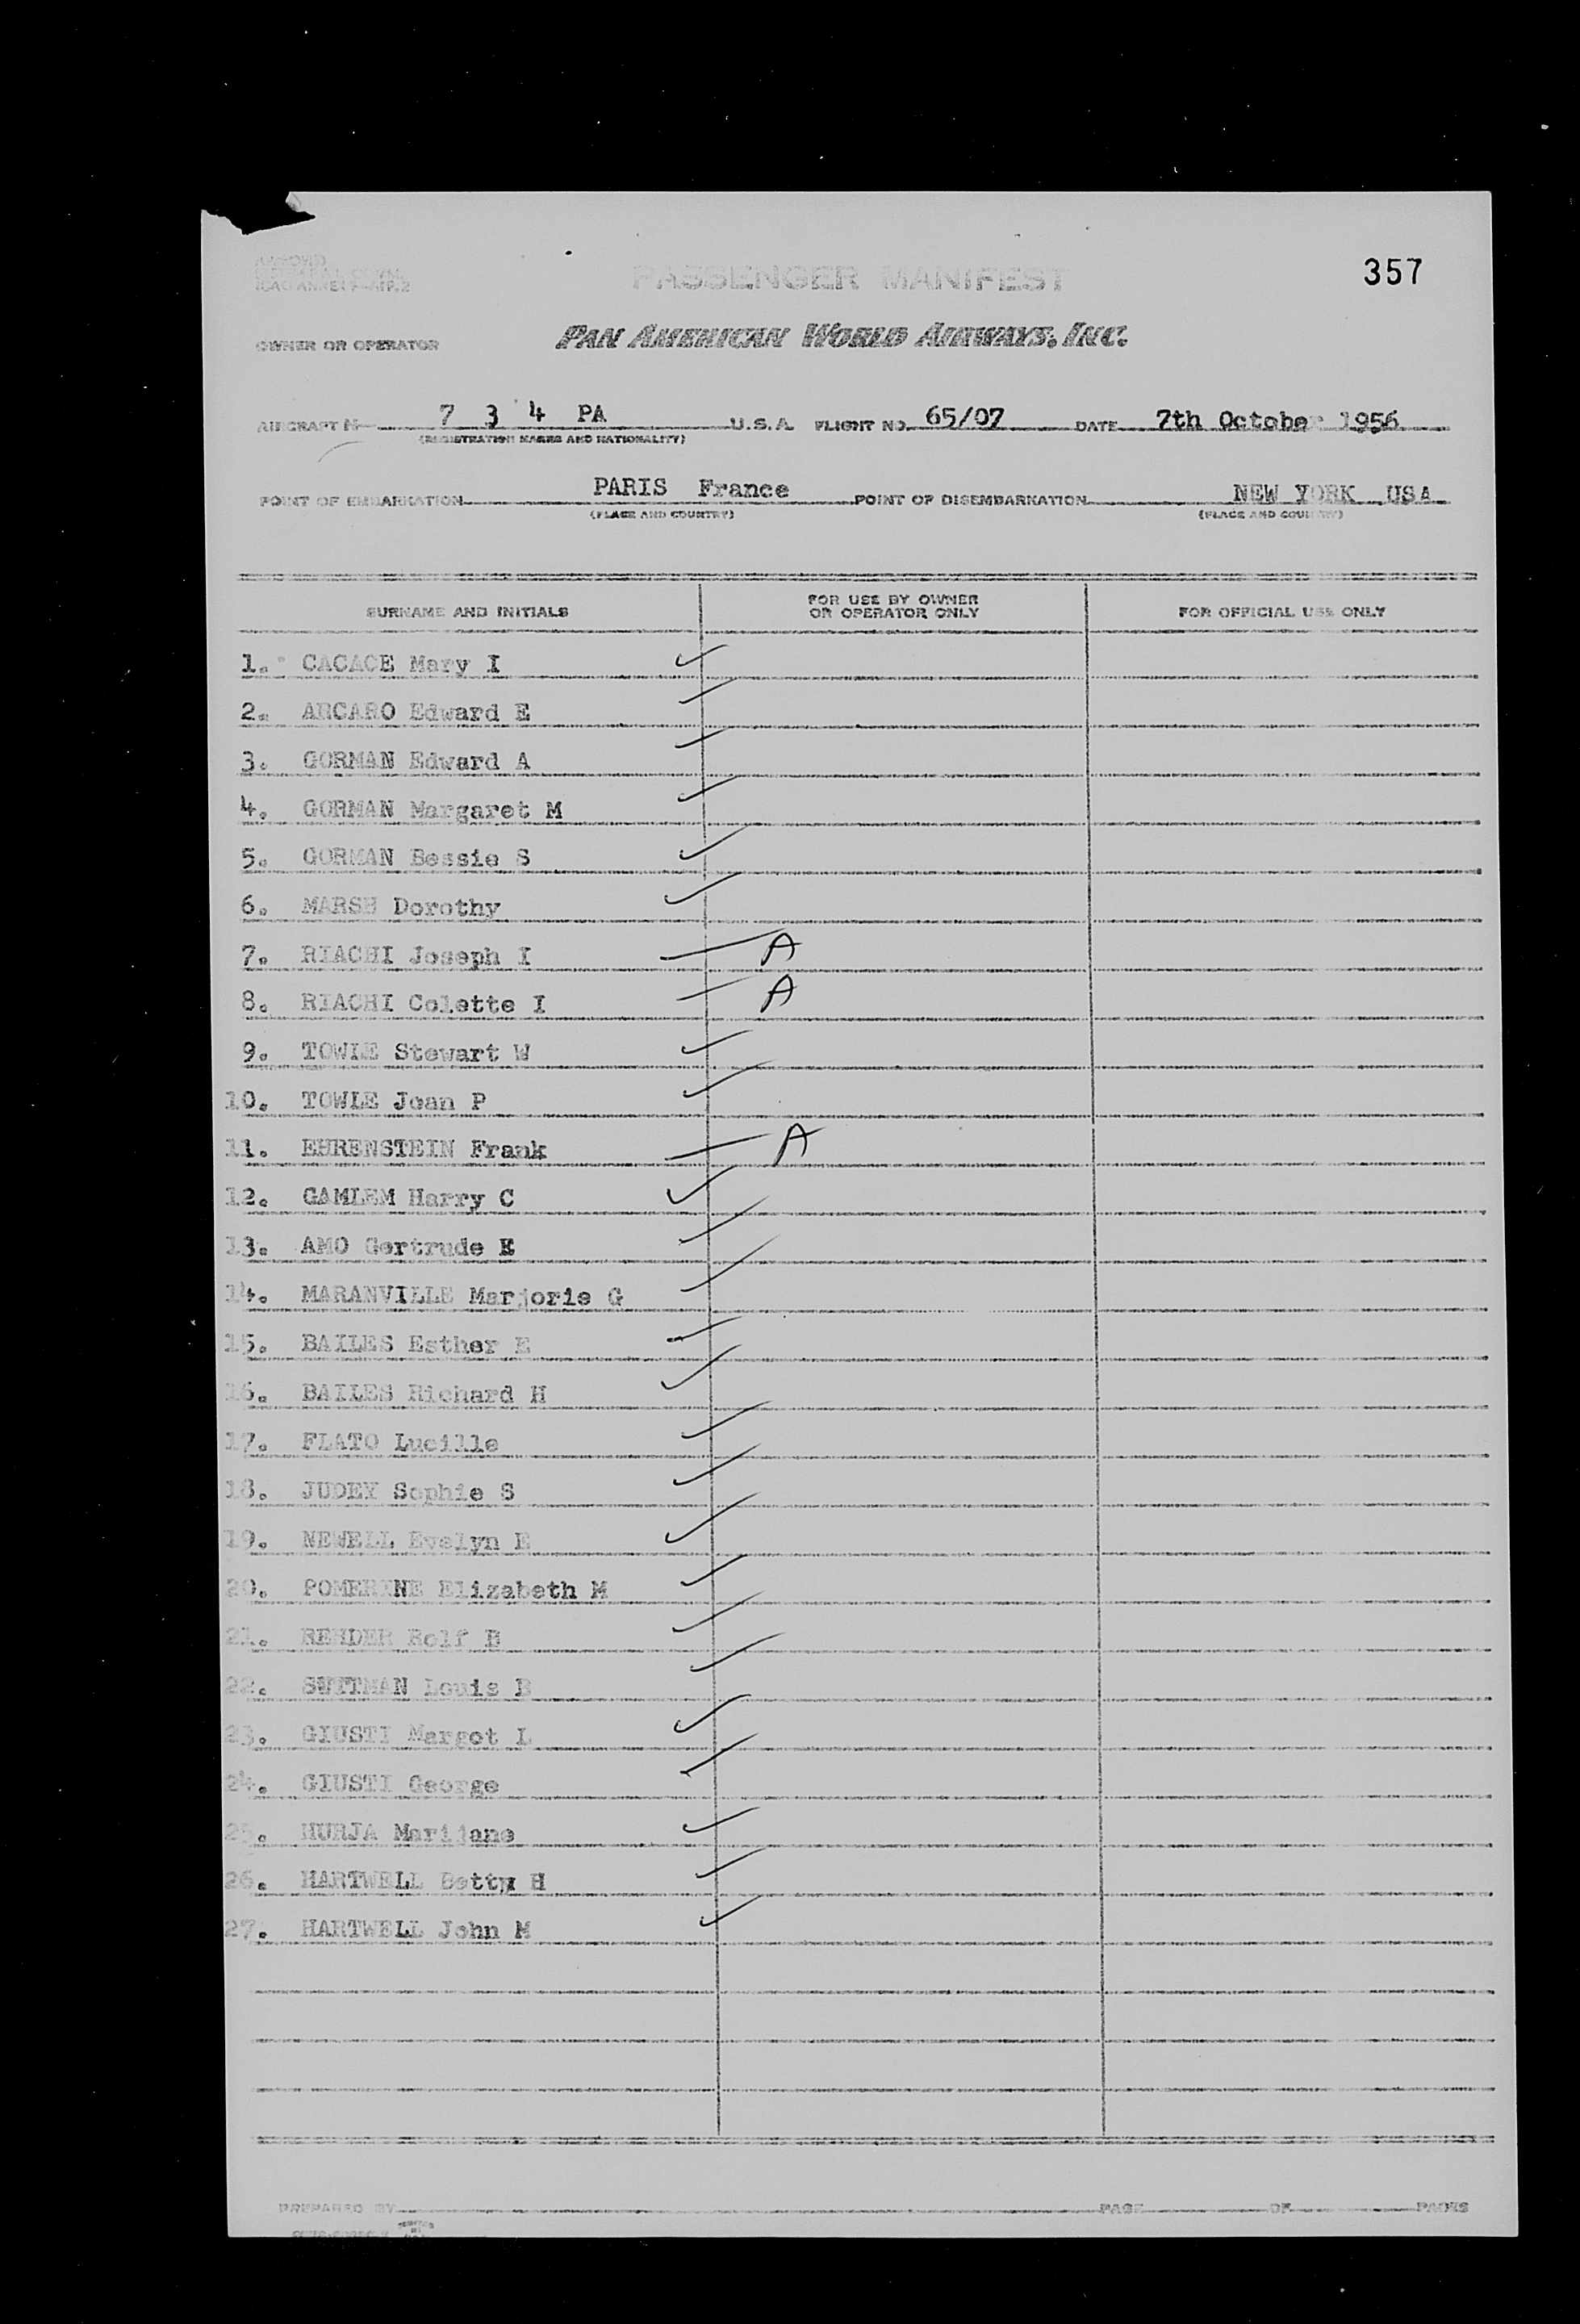 357
PASSENGER MANIFEST
OWNER OR OPERATOR PAN AMERICAN WORLD AIRWAYS, INC.
AIRCRAFT N 7 3 4 PA U.S.A. FLIGHT NO. 65/07 DATE 7th October 1956
(REGISTRATION MARKS AND NATIONALITY)
POINT OF EMBARKATION PARIS France POINT OF DISEMBARKATION NEW YORK USA
(PLACE AND COUNTRY) (PLACE AND COUNTRY)
SURNAME AND INITIALS FOR USE BY OWNER OR OPERATOR ONLY FOR OFFICIAL USE ONLY
1. CACACE Mary I
2. ARCARO Edward E
3. GORMAN Edward A
4. GORMAN Margaret M
5. GORMAN Bessie S
6. MARSH Dorothy
7. RIACHI Joseph I A
8. RIACHI Colette I A
9. TOWLE Stewart W
10. TOWLE Joan P
11. EHRENSTEIN Frank A
12. GAMLEM Harry C
13. AMO Gertrude E
14. MARANVILLE Marjorie G
15. BAILES Esther E
16. BAILES Richard H
17. FLATO Lucille
18. JUDEY Sophie S
19. NEWELL Evelyn E
20. POMERENE Elizabeth M
21. REHDER Rolf B
22. Louis B
23. GIUSTI Margot L
24. GIUSTI George
25. Marijane
26. HARTWELL Betty H
27. HARTWELL John M
PREPARED BY PAGE OF PAGES